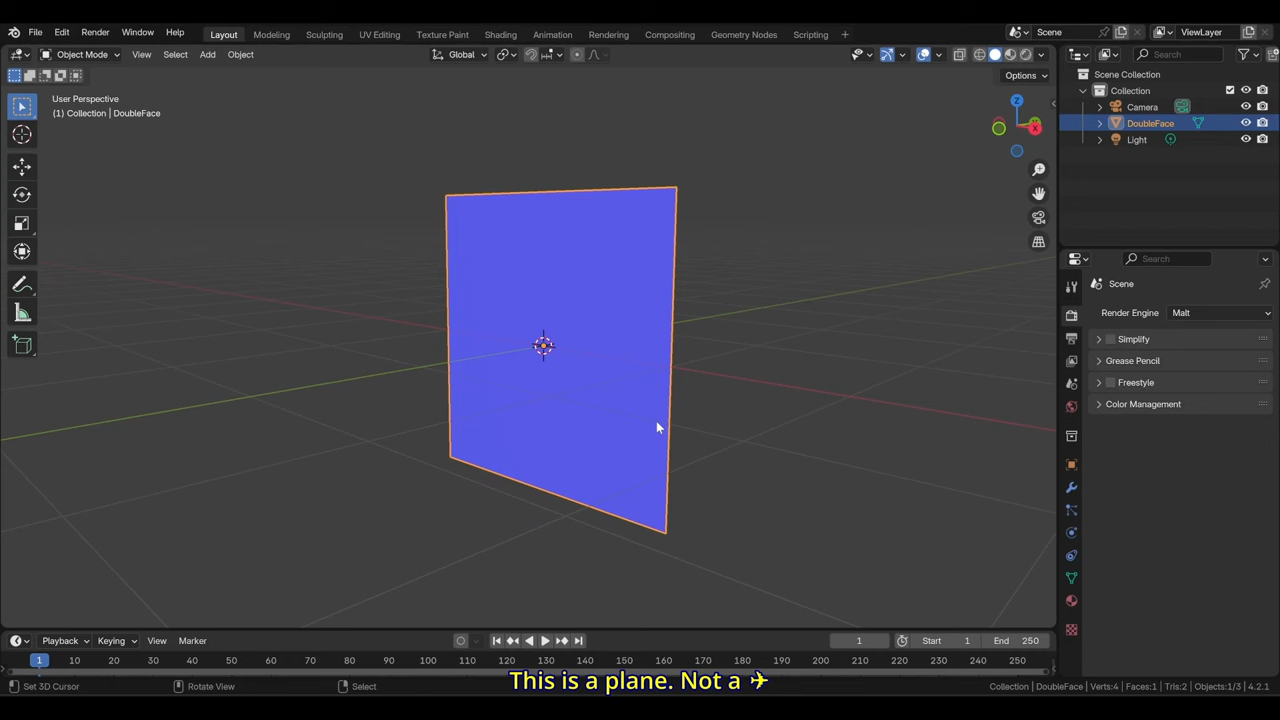 File Edit Render Window Help Layout Modeling Sculpting UV Editing Texture Paint Shading Animation Rendering Compositing Geometry Nodes Scripting + Scene ViewLayer
Object Mode View Select Add Object Global Search
Options
User Perspective
(1) Collection | DoubleFace
Z
X
Scene Collection
Collection
Camera
DoubleFace
Light
Search
Scene
Render Engine Malt
Simplify
Grease Pencil
Freestyle
Color Management
Playback Keying View Marker 1 Start 1 End 250
1 10 20 30 40 50 60 70 80 90 100 110 120 130 140 150 160 170 180 190 200 210 220 230 240 250
This is a plane. Not a ✈
Set 3D Cursor Rotate View Select Collection | DoubleFace | Verts:4 | Faces:1 | Tris:2 | Objects:1/3 | 4.2.1